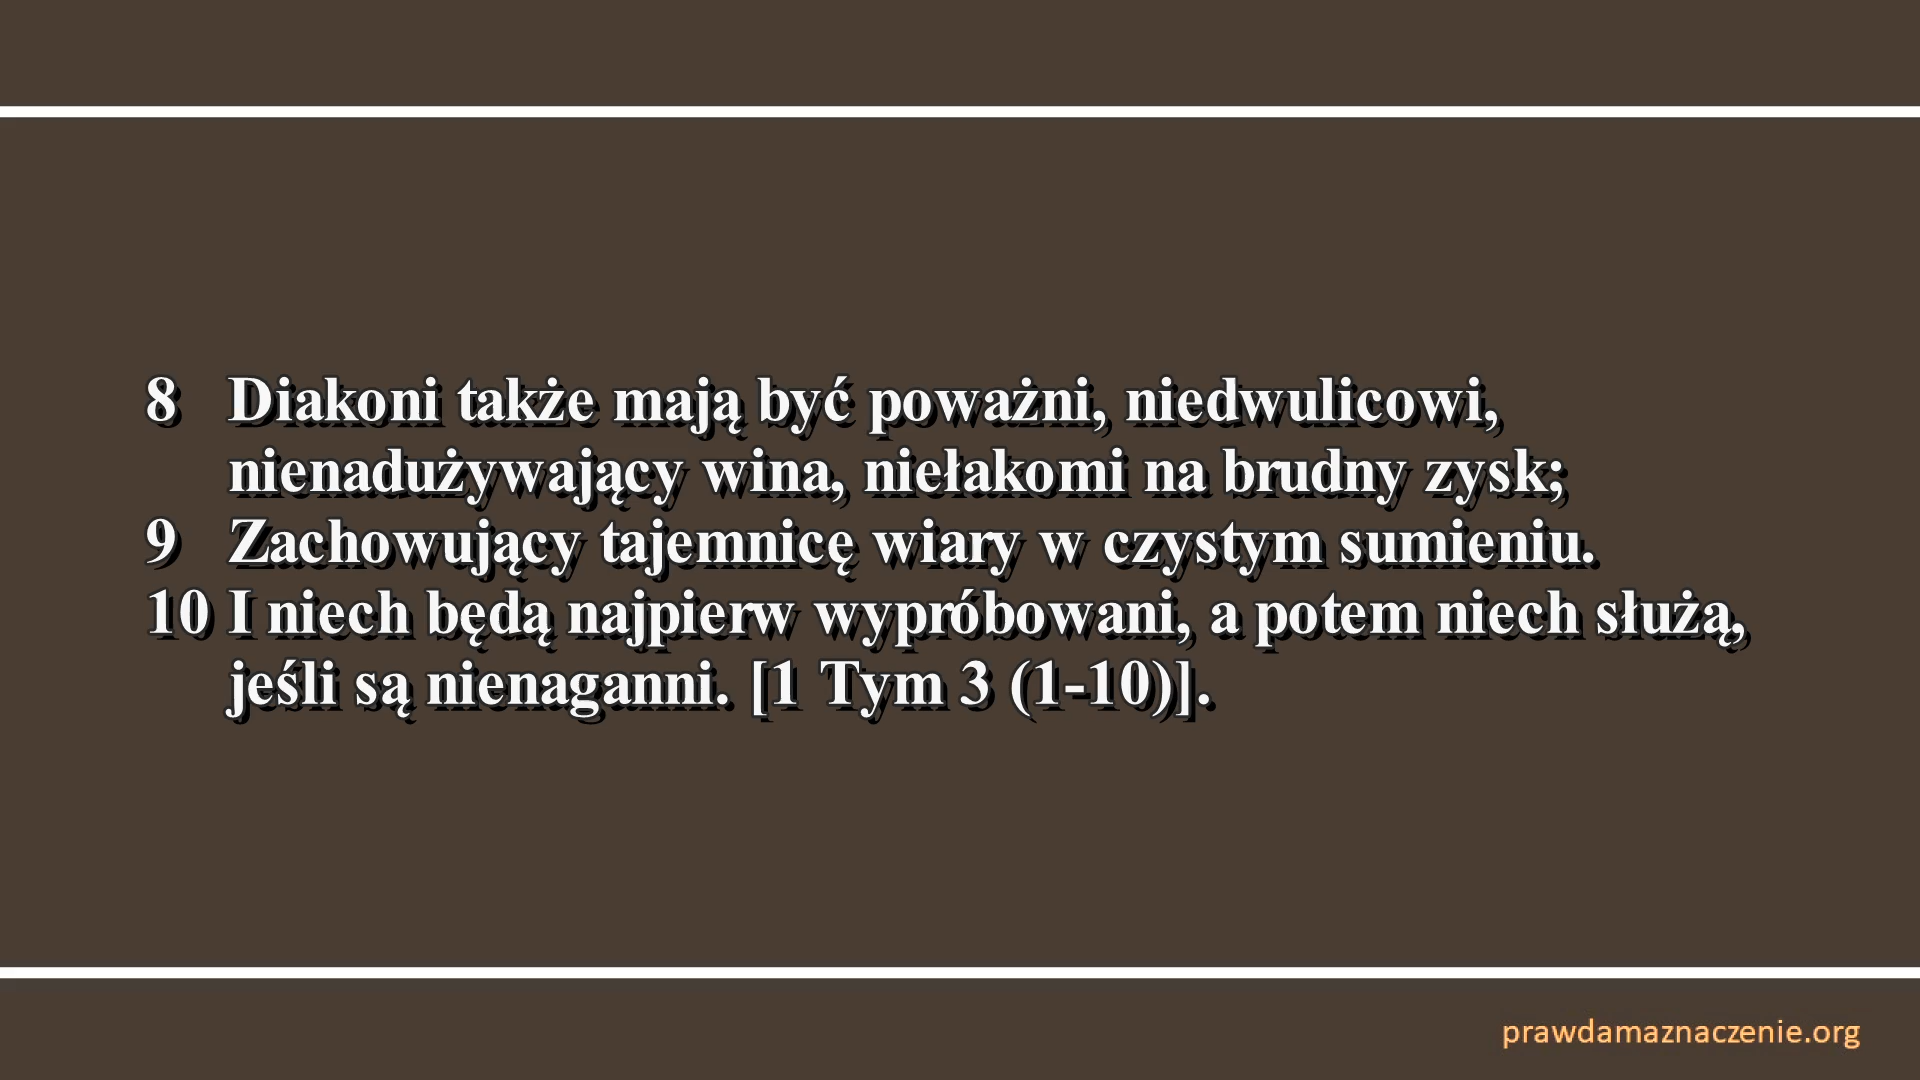 8 Diakoni także mają być poważni, niedwulicowi,
nienadużywający wina, niełakomi na brudny zysk;
9 Zachowujący tajemnicę wiary w czystym sumieniu.
10 I niech będą najpierw wypróbowani, a potem niech służą,
jeśli są nienaganni. [1 Tym 3 (1-10)].
prawdamaznaczenie.org